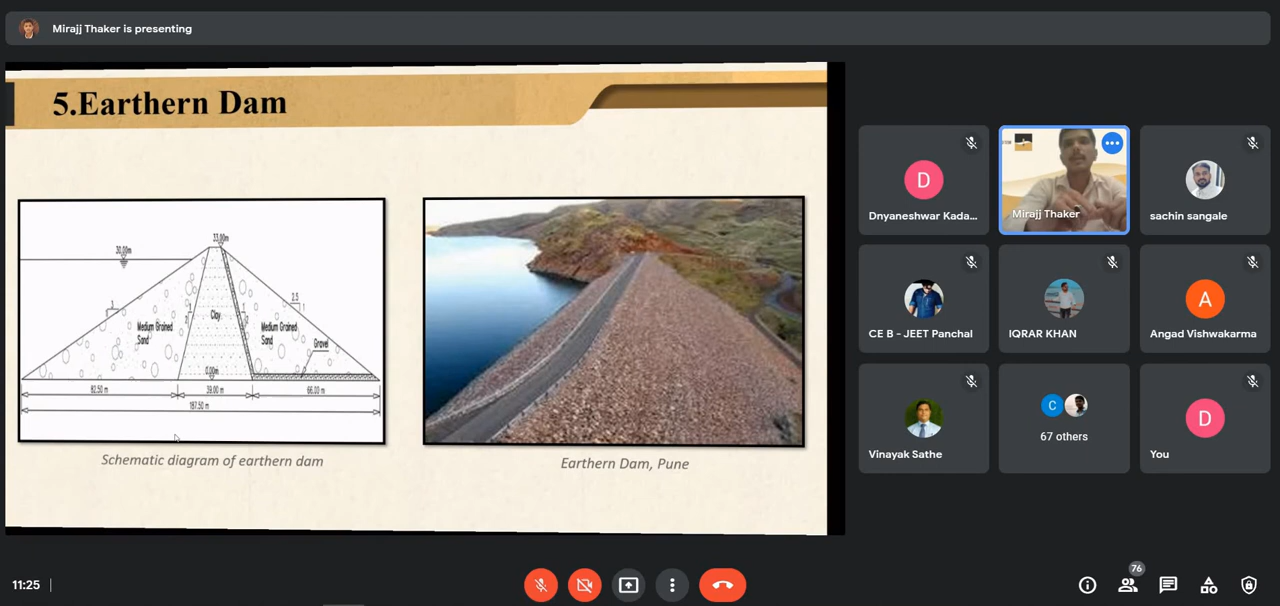 Mirajj Thaker is presenting
5.Earthern Dam
33.00m
30.00m
3
1
2.5
1
Clay
Medium Grained
Sand
Medium Grained
Sand
Gravel
0.00m
82.50 m
39.00 m
66.00 m
187.50 m
Schematic diagram of earthern dam
Earthern Dam, Pune
D
Dnyaneshwar Kada...
Mirajj Thaker
sachin sangale
CE B - JEET Panchal
IQRAR KHAN
A
Angad Vishwakarma
Vinayak Sathe
C
67 others
D
You
11:25
76